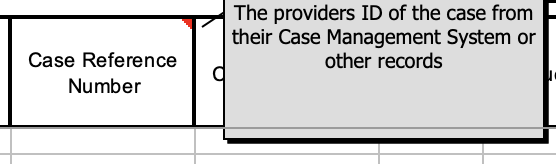 The providers ID of the case from
their Case Management System or
other records
Case Reference
Number